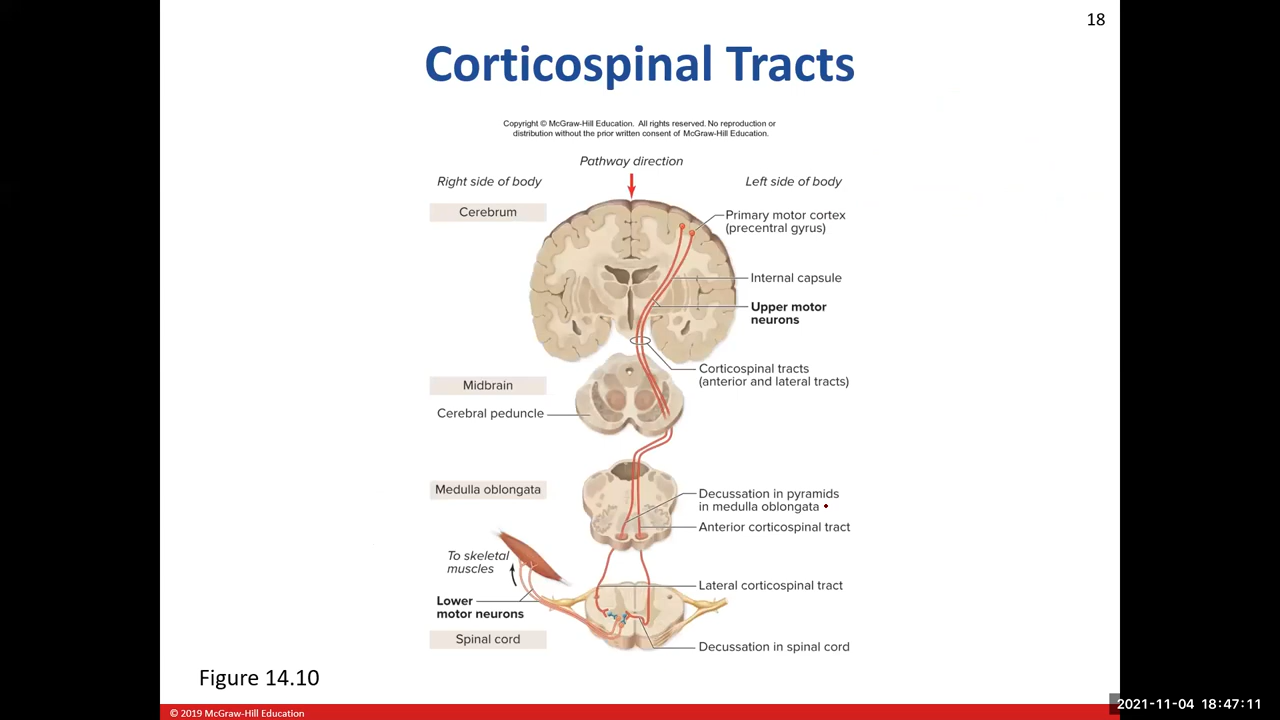 18
Corticospinal Tracts
Copyright © McGraw-Hill Education. All rights reserved. No reproduction or
distribution without the prior written consent of McGraw-Hill Education.
Pathway direction
Right side of body
Left side of body
Cerebrum
Primary motor cortex
(precentral gyrus)
Internal capsule
Upper motor
neurons
Corticospinal tracts
(anterior and lateral tracts)
Midbrain
Cerebral peduncle
Medulla oblongata
Decussation in pyramids
in medulla oblongata
Anterior corticospinal tract
To skeletal
muscles
Lateral corticospinal tract
Lower
motor neurons
Spinal cord
Decussation in spinal cord
Figure 14.10
© 2019 McGraw-Hill Education
2021-11-04 18:47:11